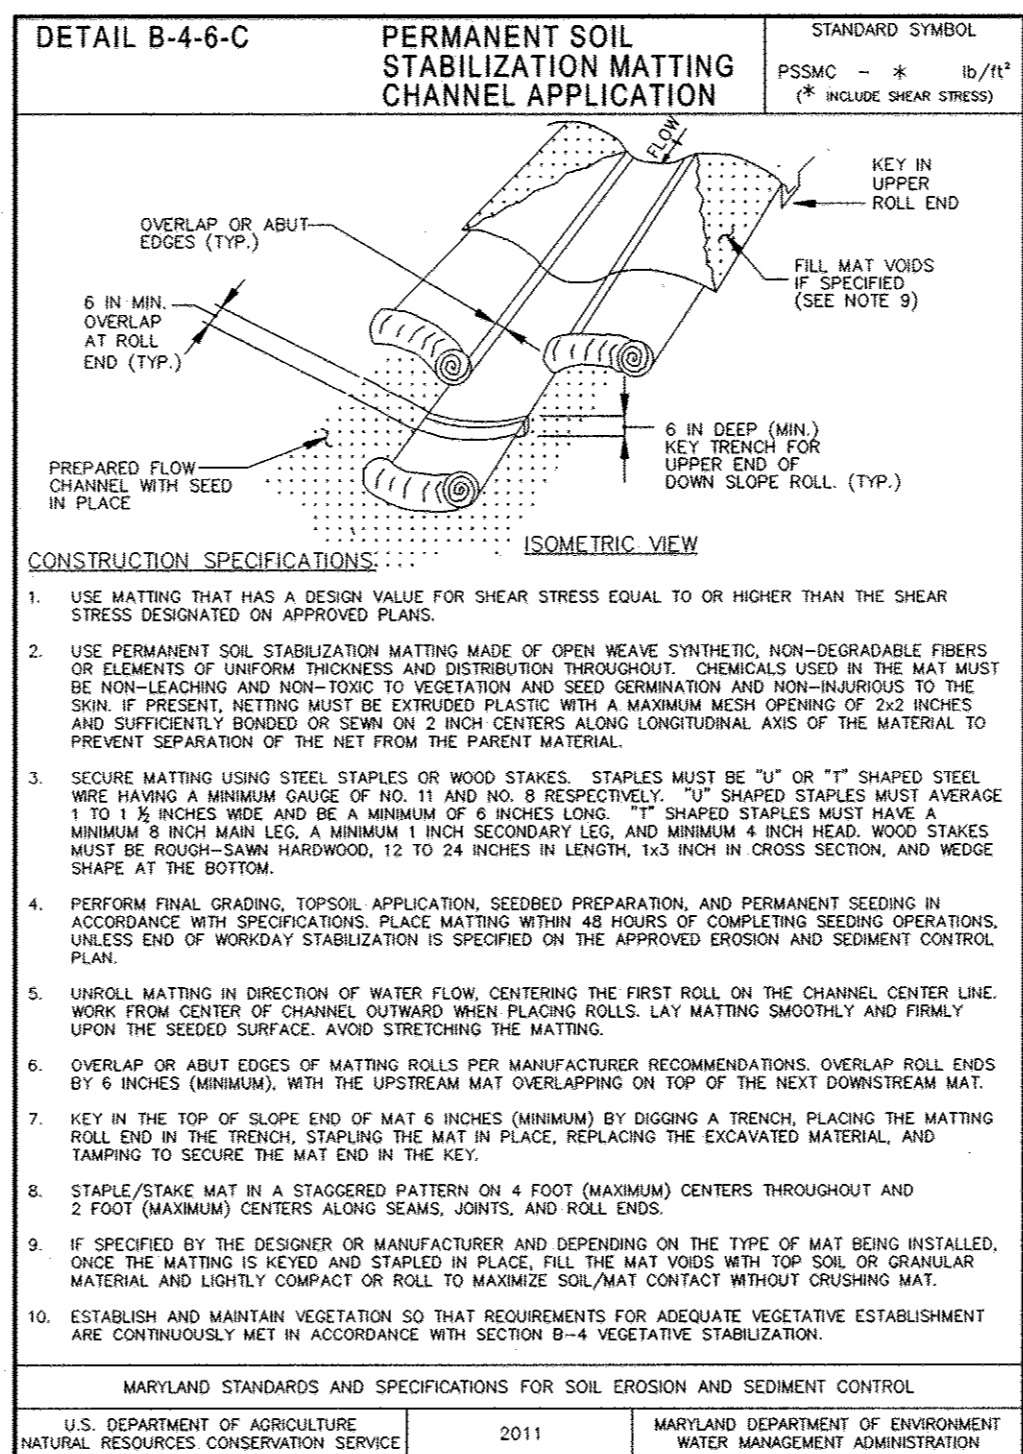 DETAIL B-4-6-C
PERMANENT SOIL
STABILIZATION MATTING
CHANNEL APPLICATION
STANDARD SYMBOL
PSSMC - * lb/ft²
(* INCLUDE SHEAR STRESS)
FLOW
KEY IN
UPPER
ROLL END
OVERLAP OR ABUT
EDGES (TYP.)
FILL MAT VOIDS
IF SPECIFIED
(SEE NOTE 9)
6 IN MIN.
OVERLAP
AT ROLL
END (TYP.)
6 IN DEEP (MIN.)
KEY TRENCH FOR
UPPER END OF
DOWN SLOPE ROLL. (TYP.)
PREPARED FLOW
CHANNEL WITH SEED
IN PLACE
ISOMETRIC VIEW
CONSTRUCTION SPECIFICATIONS:
1. USE MATTING THAT HAS A DESIGN VALUE FOR SHEAR STRESS EQUAL TO OR HIGHER THAN THE SHEAR
STRESS DESIGNATED ON APPROVED PLANS.
2. USE PERMANENT SOIL STABILIZATION MATTING MADE OF OPEN WEAVE SYNTHETIC, NON-DEGRADABLE FIBERS
OR ELEMENTS OF UNIFORM THICKNESS AND DISTRIBUTION THROUGHOUT. CHEMICALS USED IN THE MAT MUST
BE NON-LEACHING AND NON-TOXIC TO VEGETATION AND SEED GERMINATION AND NON-INJURIOUS TO THE
SKIN. IF PRESENT, NETTING MUST BE EXTRUDED PLASTIC WITH A MAXIMUM MESH OPENING OF 2x2 INCHES
AND SUFFICIENTLY BONDED OR SEWN ON 2 INCH CENTERS ALONG LONGITUDINAL AXIS OF THE MATERIAL TO
PREVENT SEPARATION OF THE NET FROM THE PARENT MATERIAL.
3. SECURE MATTING USING STEEL STAPLES OR WOOD STAKES. STAPLES MUST BE "U" OR "T" SHAPED STEEL
WIRE HAVING A MINIMUM GAUGE OF NO. 11 AND NO. 8 RESPECTIVELY. "U" SHAPED STAPLES MUST AVERAGE
1 TO 1 ½ INCHES WIDE AND BE A MINIMUM OF 6 INCHES LONG. "T" SHAPED STAPLES MUST HAVE A
MINIMUM 8 INCH MAIN LEG, A MINIMUM 1 INCH SECONDARY LEG, AND MINIMUM 4 INCH HEAD. WOOD STAKES
MUST BE ROUGH-SAWN HARDWOOD, 12 TO 24 INCHES IN LENGTH, 1x3 INCH IN CROSS SECTION, AND WEDGE
SHAPE AT THE BOTTOM.
4. PERFORM FINAL GRADING, TOPSOIL APPLICATION, SEEDBED PREPARATION, AND PERMANENT SEEDING IN
ACCORDANCE WITH SPECIFICATIONS. PLACE MATTING WITHIN 48 HOURS OF COMPLETING SEEDING OPERATIONS,
UNLESS END OF WORKDAY STABILIZATION IS SPECIFIED ON THE APPROVED EROSION AND SEDIMENT CONTROL
PLAN.
5. UNROLL MATTING IN DIRECTION OF WATER FLOW, CENTERING THE FIRST ROLL ON THE CHANNEL CENTER LINE.
WORK FROM CENTER OF CHANNEL OUTWARD WHEN PLACING ROLLS. LAY MATTING SMOOTHLY AND FIRMLY
UPON THE SEEDED SURFACE. AVOID STRETCHING THE MATTING.
6. OVERLAP OR ABUT EDGES OF MATTING ROLLS PER MANUFACTURER RECOMMENDATIONS. OVERLAP ROLL ENDS
BY 6 INCHES (MINIMUM), WITH THE UPSTREAM MAT OVERLAPPING ON TOP OF THE NEXT DOWNSTREAM MAT.
7. KEY IN THE TOP OF SLOPE END OF MAT 6 INCHES (MINIMUM) BY DIGGING A TRENCH, PLACING THE MATTING
ROLL END IN THE TRENCH, STAPLING THE MAT IN PLACE, REPLACING THE EXCAVATED MATERIAL, AND
TAMPING TO SECURE THE MAT END IN THE KEY.
8. STAPLE/STAKE MAT IN A STAGGERED PATTERN ON 4 FOOT (MAXIMUM) CENTERS THROUGHOUT AND
2 FOOT (MAXIMUM) CENTERS ALONG SEAMS, JOINTS, AND ROLL ENDS.
9. IF SPECIFIED BY THE DESIGNER OR MANUFACTURER AND DEPENDING ON THE TYPE OF MAT BEING INSTALLED,
ONCE THE MATTING IS KEYED AND STAPLED IN PLACE, FILL THE MAT VOIDS WITH TOP SOIL OR GRANULAR
MATERIAL AND LIGHTLY COMPACT OR ROLL TO MAXIMIZE SOIL/MAT CONTACT WITHOUT CRUSHING MAT.
10. ESTABLISH AND MAINTAIN VEGETATION SO THAT REQUIREMENTS FOR ADEQUATE VEGETATIVE ESTABLISHMENT
ARE CONTINUOUSLY MET IN ACCORDANCE WITH SECTION B-4 VEGETATIVE STABILIZATION.
MARYLAND STANDARDS AND SPECIFICATIONS FOR SOIL EROSION AND SEDIMENT CONTROL
U.S. DEPARTMENT OF AGRICULTURE
NATURAL RESOURCES CONSERVATION SERVICE
2011
MARYLAND DEPARTMENT OF ENVIRONMENT
WATER MANAGEMENT ADMINISTRATION